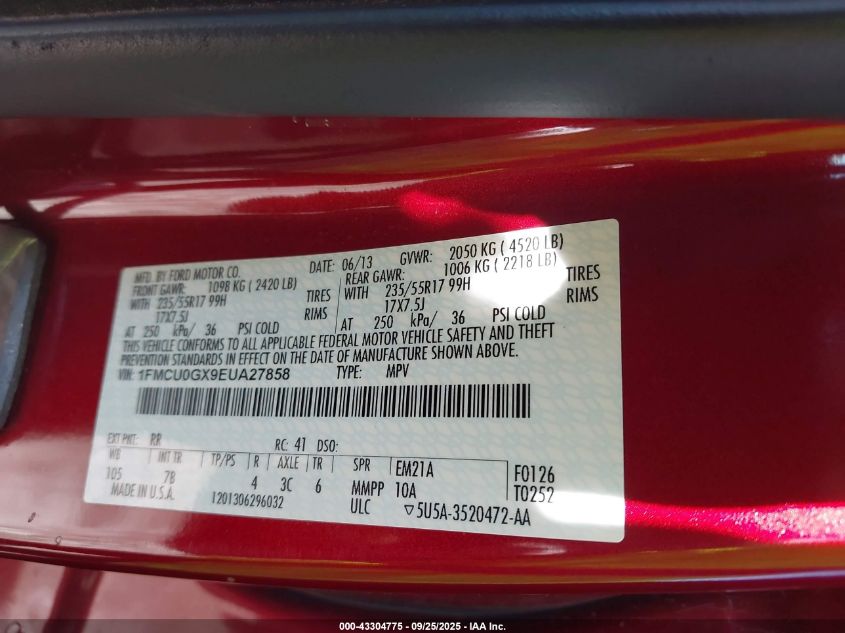 MFD. BY FORD MOTOR CO. DATE: 06/13 GVWR: 2050 KG ( 4520 LB)
FRONT GAWR: 1098 KG ( 2420 LB) REAR GAWR: 1006 KG ( 2218 LB)
WITH 235/55R17 99H TIRES WITH 235/55R17 99H TIRES
17X7.5J RIMS 17X7.5J RIMS
AT 250 kPa/ 36 PSI COLD AT 250 kPa/ 36 PSI COLD
THIS VEHICLE CONFORMS TO ALL APPLICABLE FEDERAL MOTOR VEHICLE SAFETY AND THEFT
PREVENTION STANDARDS IN EFFECT ON THE DATE OF MANUFACTURE SHOWN ABOVE.
VIN: 1FMCU0GX9EUA27858 TYPE: MPV
EXT PNT: RR RC: 41 DSO:
WB INT TR TP/PS R AXLE TR SPR EM21A F0126
105 7B 4 3C 6 MMPP 10A T0252
MADE IN U.S.A. 1201306296032 ULC ▽5U5A-3520472-AA
000-43304775 - 09/25/2025 - IAA Inc.